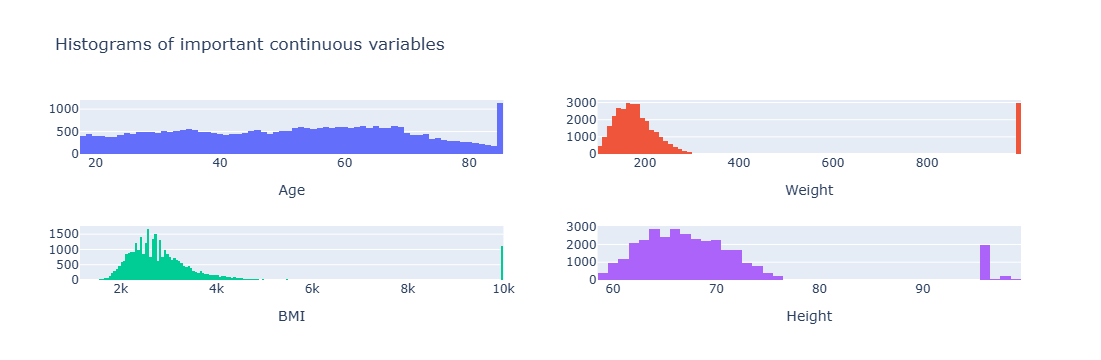 Histograms of important continuous variables
1000
500
0
20 40 60 80
Age
3000
2000
1000
0
200 400 600 800
Weight
1500
1000
500
0
2k 4k 6k 8k 10k
BMI
3000
2000
1000
0
60 70 80 90
Height